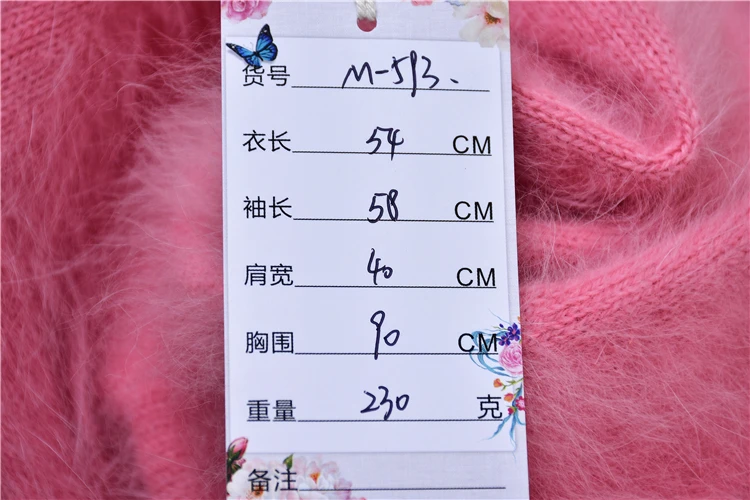 货号 M-593.
衣长 54 CM
袖长 58 CM
肩宽 40 CM
胸围 90 CM
重量 230 克
备注